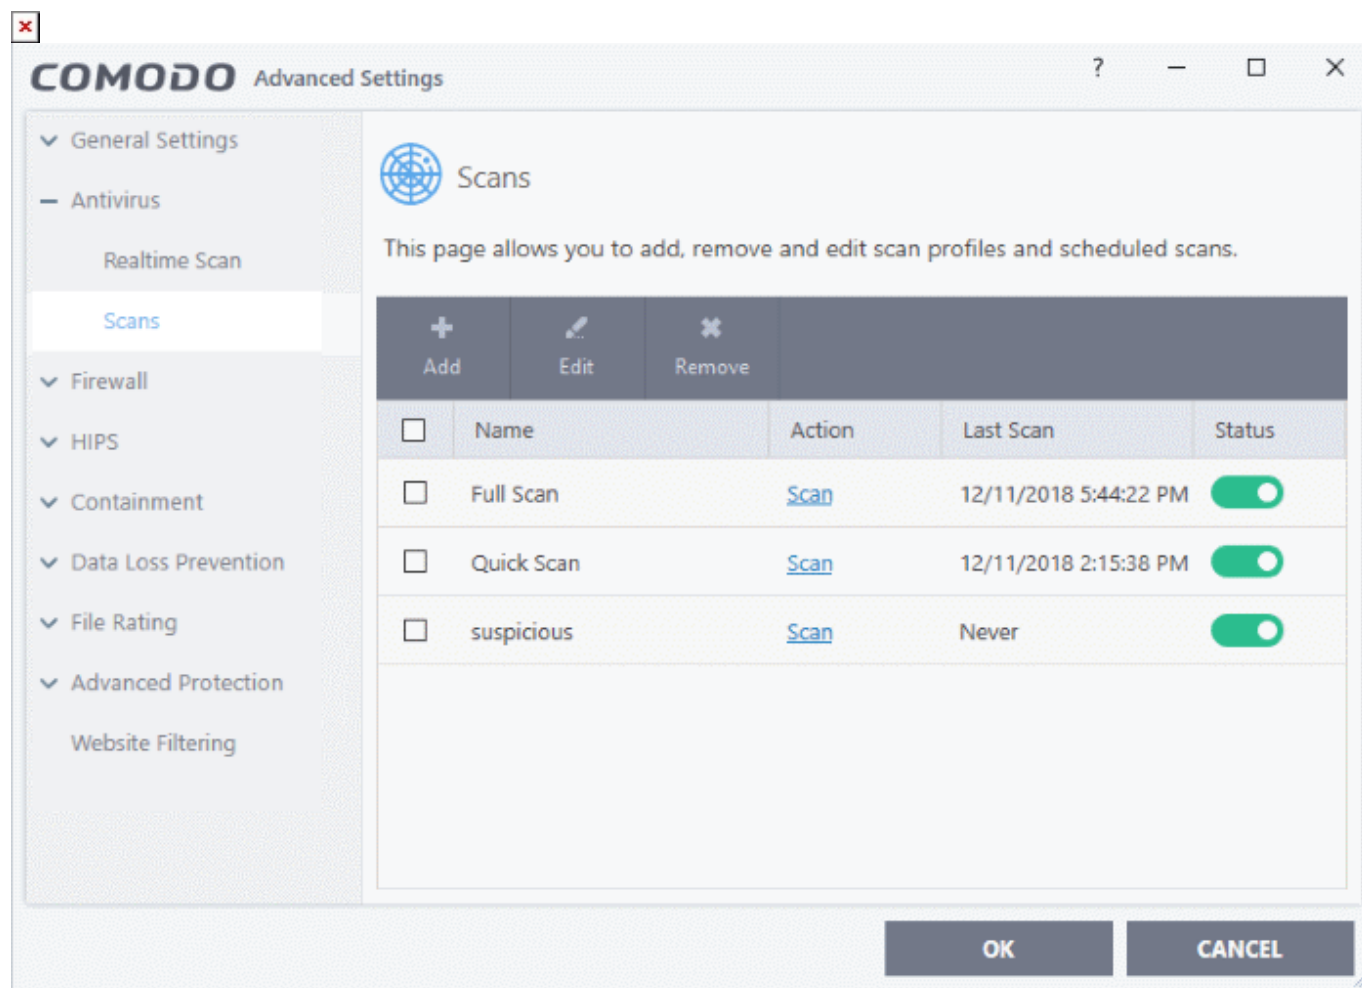 COMODO Advanced Settings ?
General Settings
Antivirus
Realtime Scan
Scans
Firewall
HIPS
Containment
Data Loss Prevention
File Rating
Advanced Protection
Website Filtering
Scans
This page allows you to add, remove and edit scan profiles and scheduled scans.
Add Edit Remove
Name Action Last Scan Status
Full Scan Scan 12/11/2018 5:44:22 PM
Quick Scan Scan 12/11/2018 2:15:38 PM
suspicious Scan Never
OK CANCEL